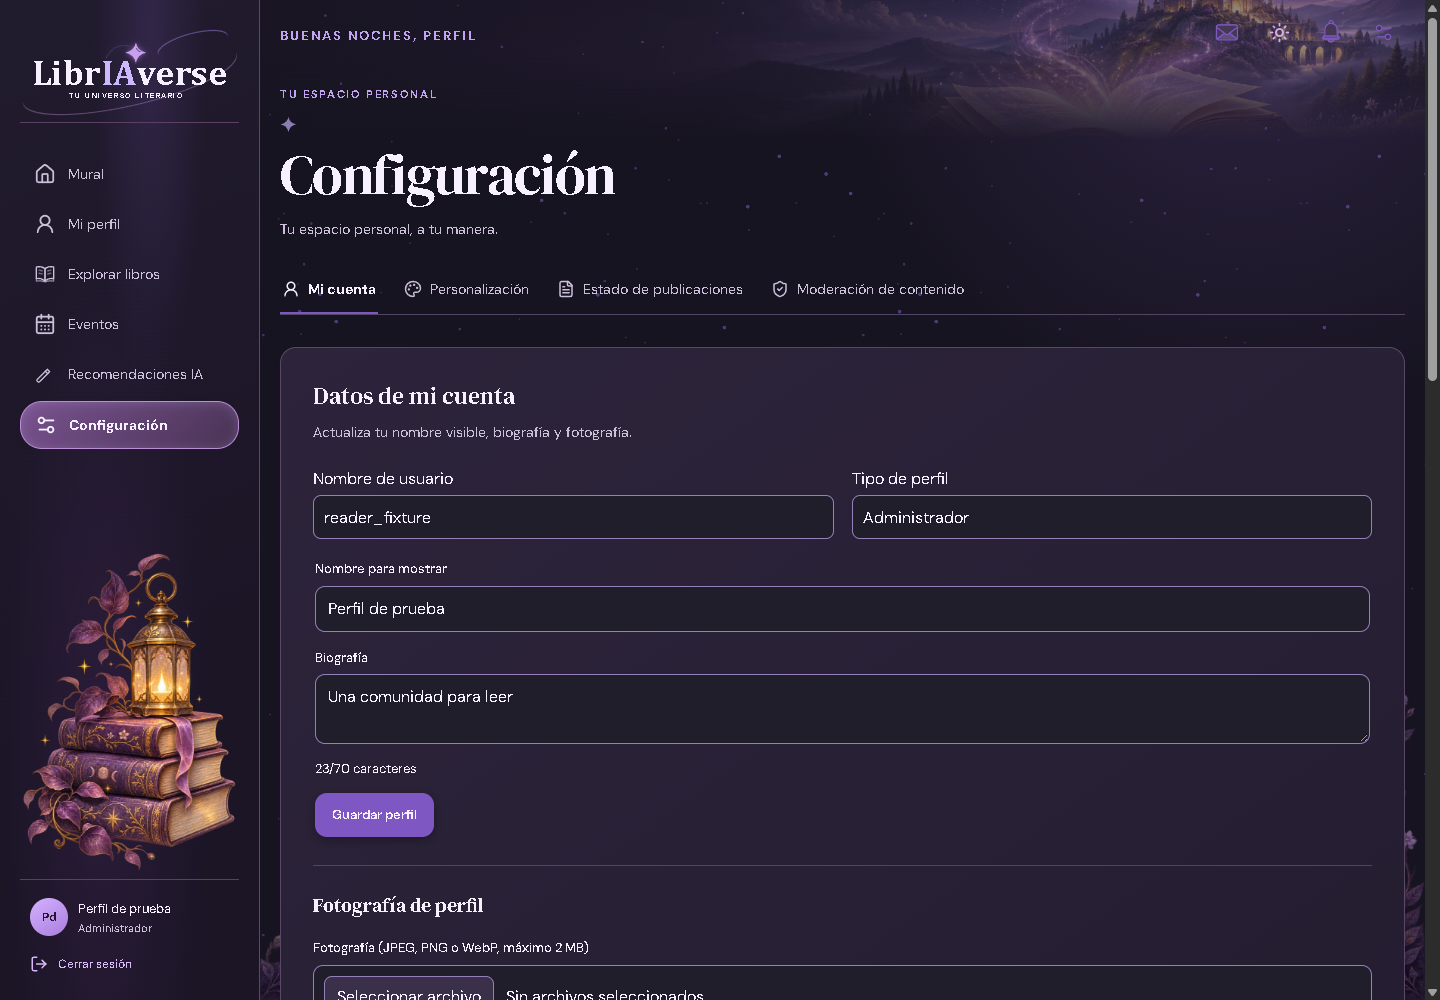 LibrIAverse
TU UNIVERSO LITERARIO
Mural
Mi perfil
Explorar libros
Eventos
Recomendaciones IA
Configuración
Pd
Perfil de prueba
Administrador
Cerrar sesión
BUENAS NOCHES, PERFIL
TU ESPACIO PERSONAL
Configuración
Tu espacio personal, a tu manera.
Mi cuenta
Personalización
Estado de publicaciones
Moderación de contenido
Datos de mi cuenta
Actualiza tu nombre visible, biografía y fotografía.
Nombre de usuario
reader_fixture
Tipo de perfil
Administrador
Nombre para mostrar
Perfil de prueba
Biografía
Una comunidad para leer
23/70 caracteres
Guardar perfil
Fotografía de perfil
Fotografía (JPEG, PNG o WebP, máximo 2 MB)
Seleccionar archivo
Sin archivos seleccionados